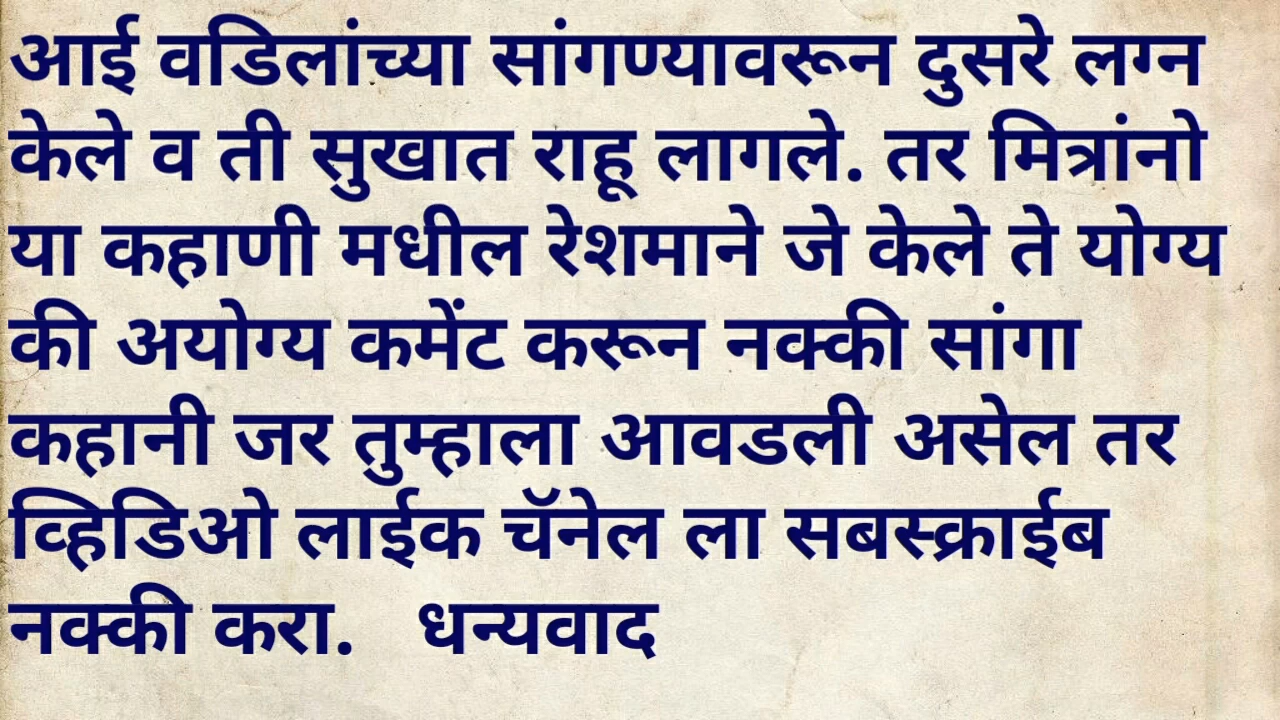 आई वडिलांच्या सांगण्यावरून दुसरे लग्न
केले व ती सुखात राहू लागले. तर मित्रांनो
या कहाणी मधील रेशमाने जे केले ते योग्य
की अयोग्य कमेंट करून नक्की सांगा
कहानी जर तुम्हाला आवडली असेल तर
व्हिडिओ लाईक चॅनेल ला सबस्क्राईब
नक्की करा.   धन्यवाद